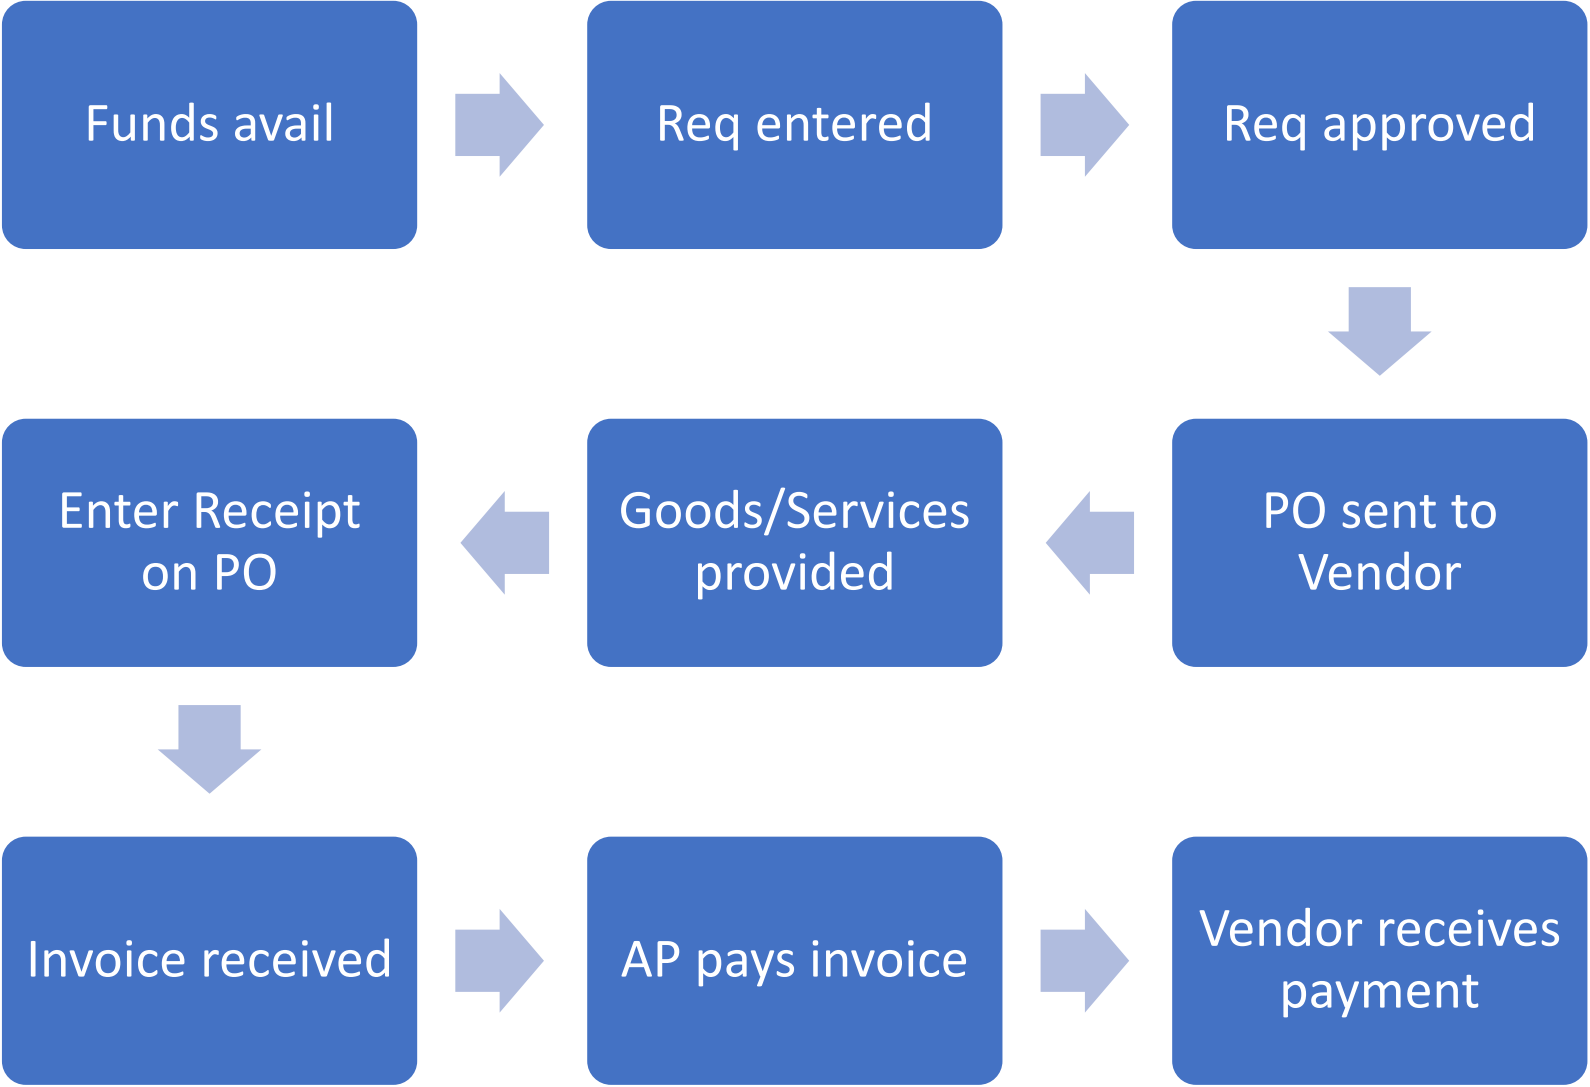 Funds avail
Req entered
Req approved
PO sent to
Vendor
Goods/Services
provided
Enter Receipt
on PO
Invoice received
AP pays invoice
Vendor receives
payment